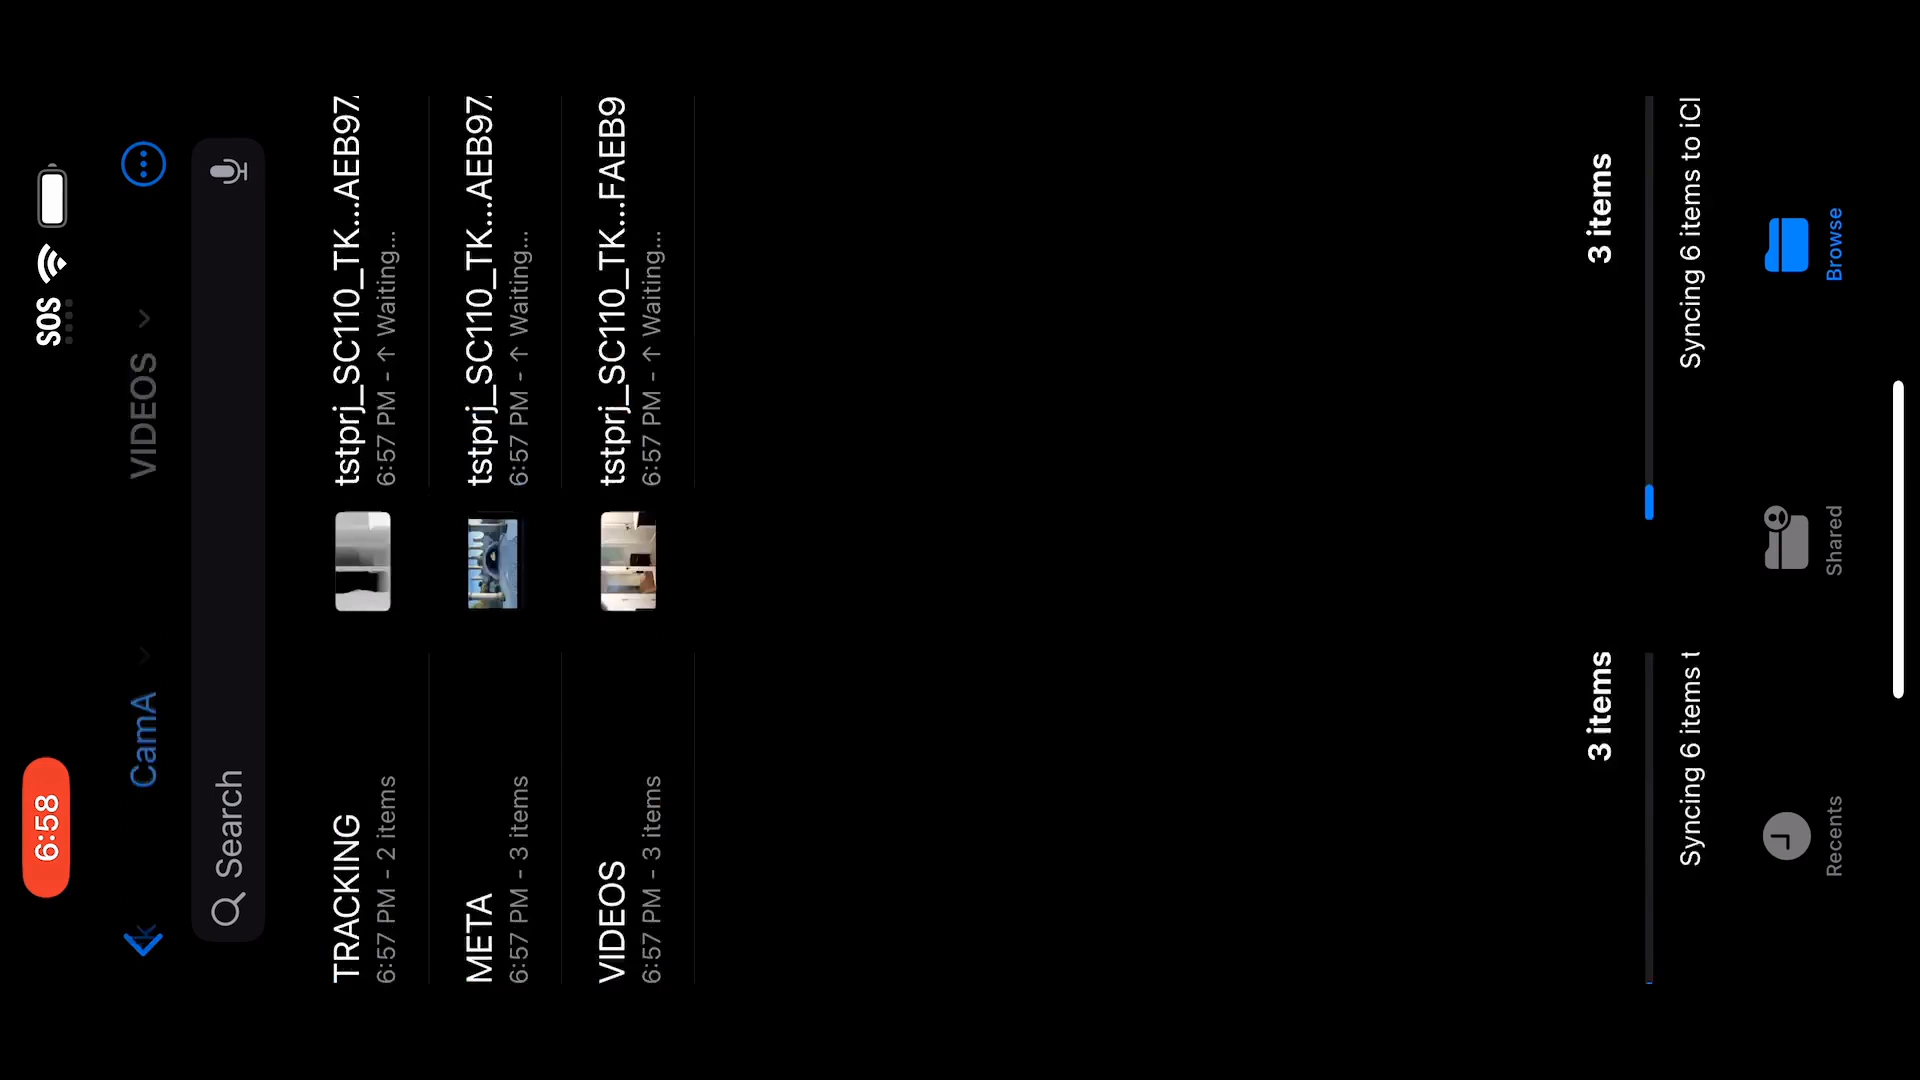 6:58
SOS
CamA
VIDEOS
Search
TRACKING
6:57 PM - 2 items
META
6:57 PM - 3 items
VIDEOS
6:57 PM - 3 items
3 items
Syncing 6 items t
tstprj_SC110_TK...AEB97
6:57 PM - ↑ Waiting...
tstprj_SC110_TK...AEB97
6:57 PM - ↑ Waiting...
tstprj_SC110_TK...FAEB9
6:57 PM - ↑ Waiting...
3 items
Syncing 6 items to iCl
Recents
Shared
Browse